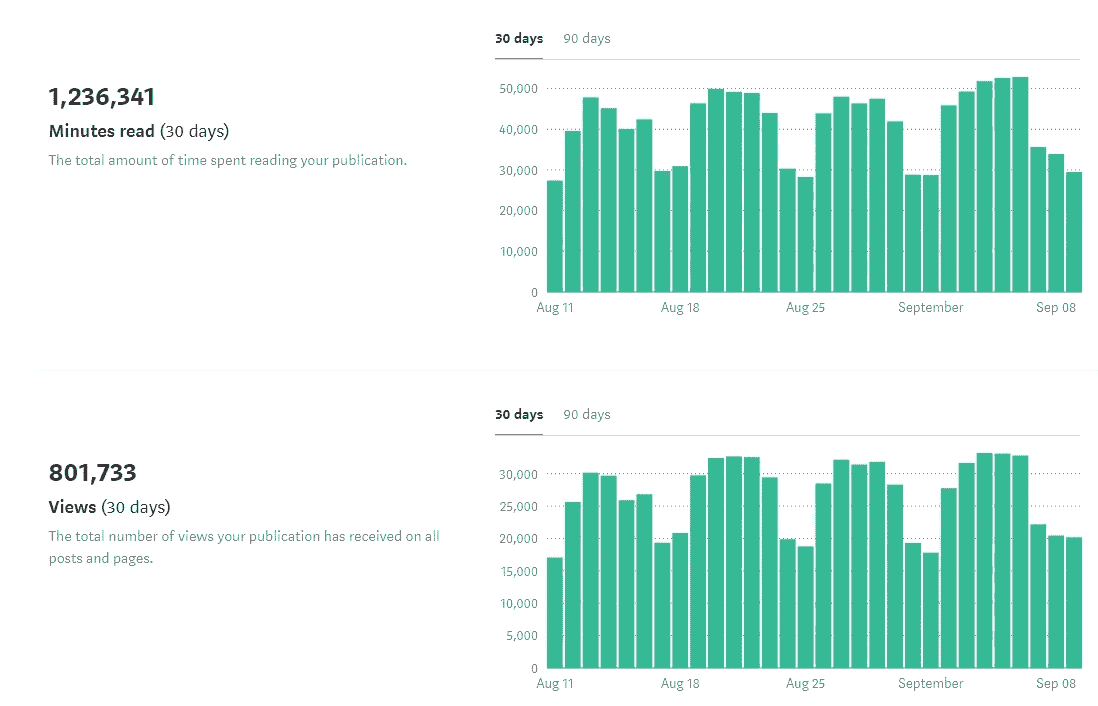 30 days 90 days
1,236,341
Minutes read (30 days)
The total amount of time spent reading your publication.
50,000
40,000
30,000
20,000
10,000
0
Aug 11 Aug 18 Aug 25 September Sep 08
30 days 90 days
801,733
Views (30 days)
The total number of views your publication has received on all
posts and pages.
30,000
25,000
20,000
15,000
10,000
5,000
0
Aug 11 Aug 18 Aug 25 September Sep 08